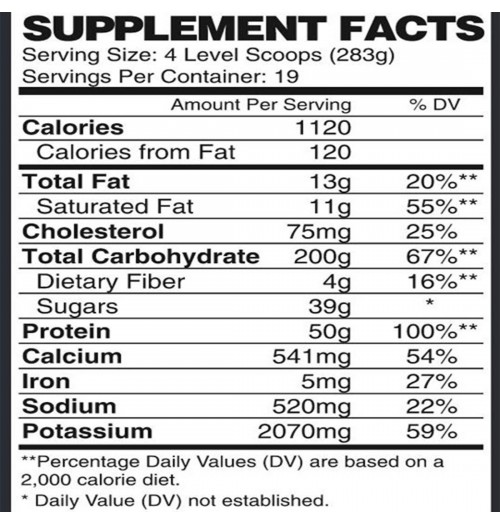 SUPPLEMENT FACTS
Serving Size: 4 Level Scoops (283g)
Servings Per Container: 19
Amount Per Serving % DV
Calories 1120
Calories from Fat 120
Total Fat 13g 20%**
Saturated Fat 11g 55%**
Cholesterol 75mg 25%
Total Carbohydrate 200g 67%**
Dietary Fiber 4g 16%**
Sugars 39g *
Protein 50g 100%**
Calcium 541mg 54%
Iron 5mg 27%
Sodium 520mg 22%
Potassium 2070mg 59%
**Percentage Daily Values (DV) are based on a
2,000 calorie diet.
* Daily Value (DV) not established.